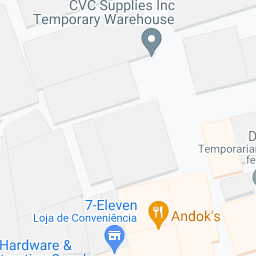 CVC Supplies Inc
Temporary Warehouse
7-Eleven
Loja de Conveniência
Andok's
Hardware &